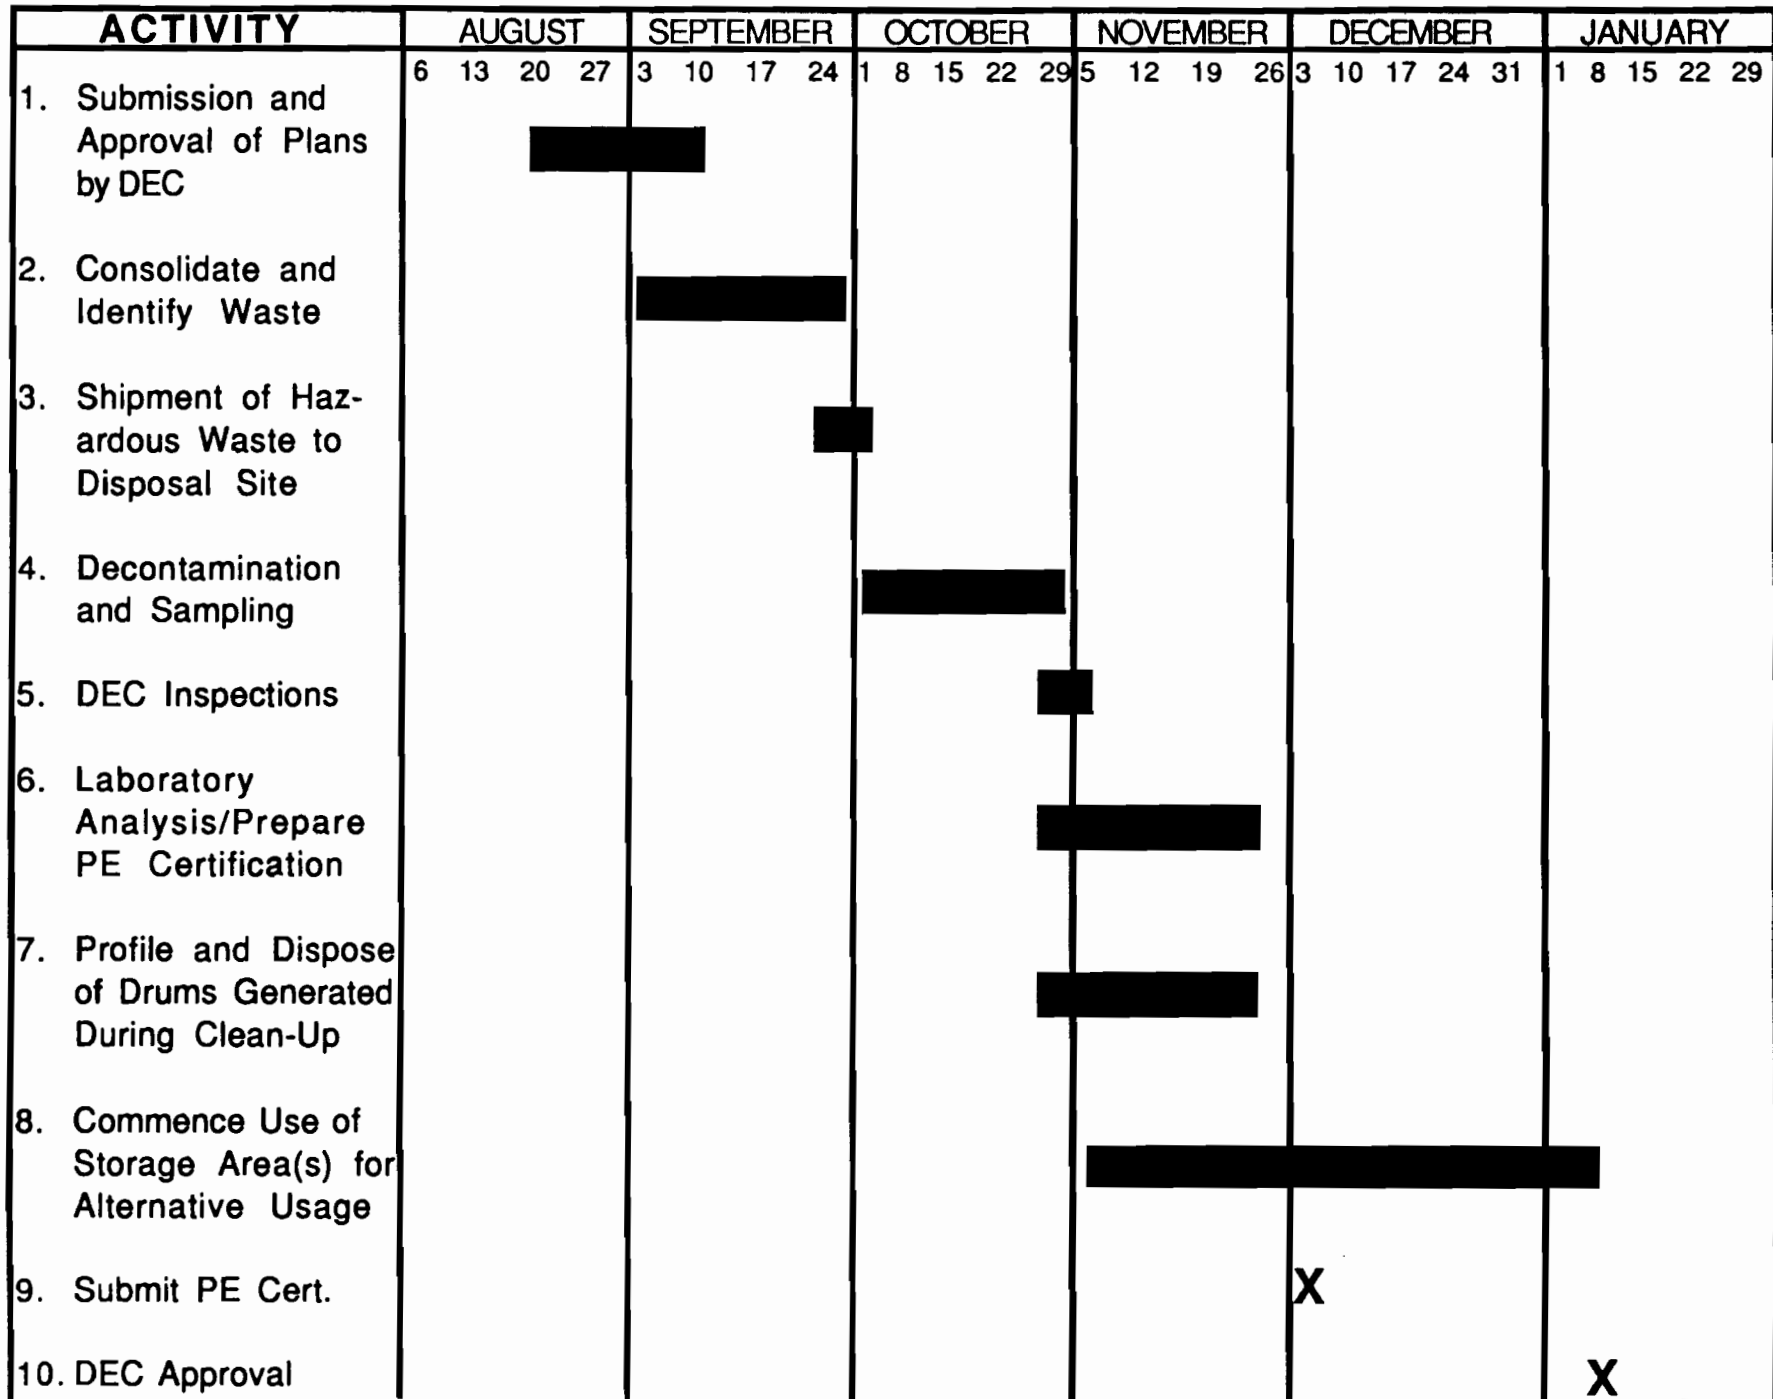 ACTIVITY AUGUST SEPTEMBER OCTOBER NOVEMBER DECEMBER JANUARY
6 13 20 27 3 10 17 24 1 8 15 22 29 5 12 19 26 3 10 17 24 31 1 8 15 22 29
1. Submission and
Approval of Plans
by DEC
2. Consolidate and
Identify Waste
3. Shipment of Haz-
ardous Waste to
Disposal Site
4. Decontamination
and Sampling
5. DEC Inspections
6. Laboratory
Analysis/Prepare
PE Certification
7. Profile and Dispose
of Drums Generated
During Clean-Up
8. Commence Use of
Storage Area(s) for
Alternative Usage
9. Submit PE Cert. X
10. DEC Approval X